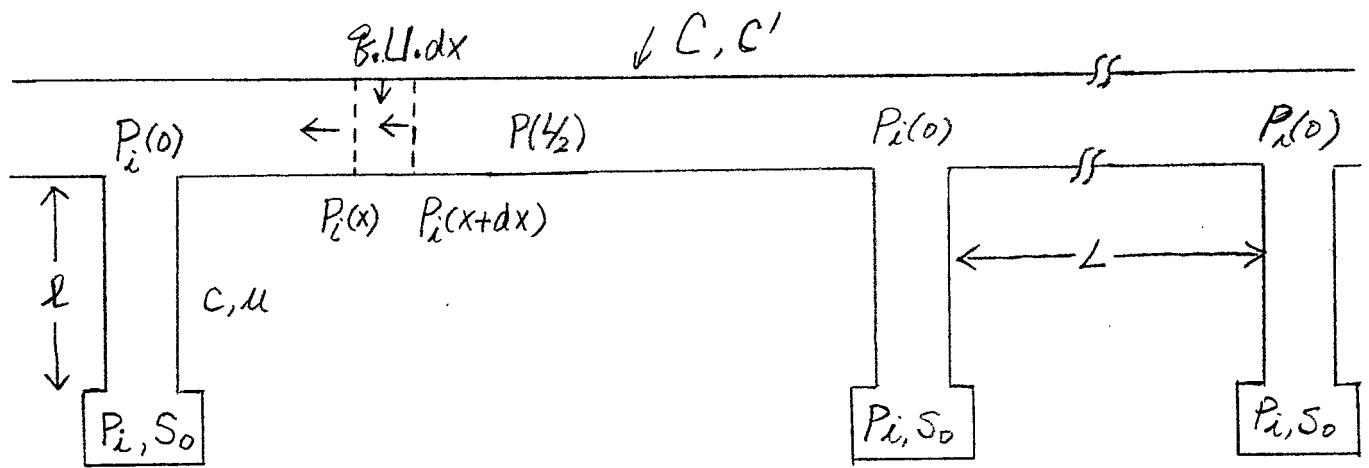 q.U.dx
C, C'
P_i(0)
P(L/2)
P_i(0)
P_i(0)
P_i(x)
P_i(x+dx)
l
c, u
L
P_i, S_0
P_i, S_0
P_i, S_0